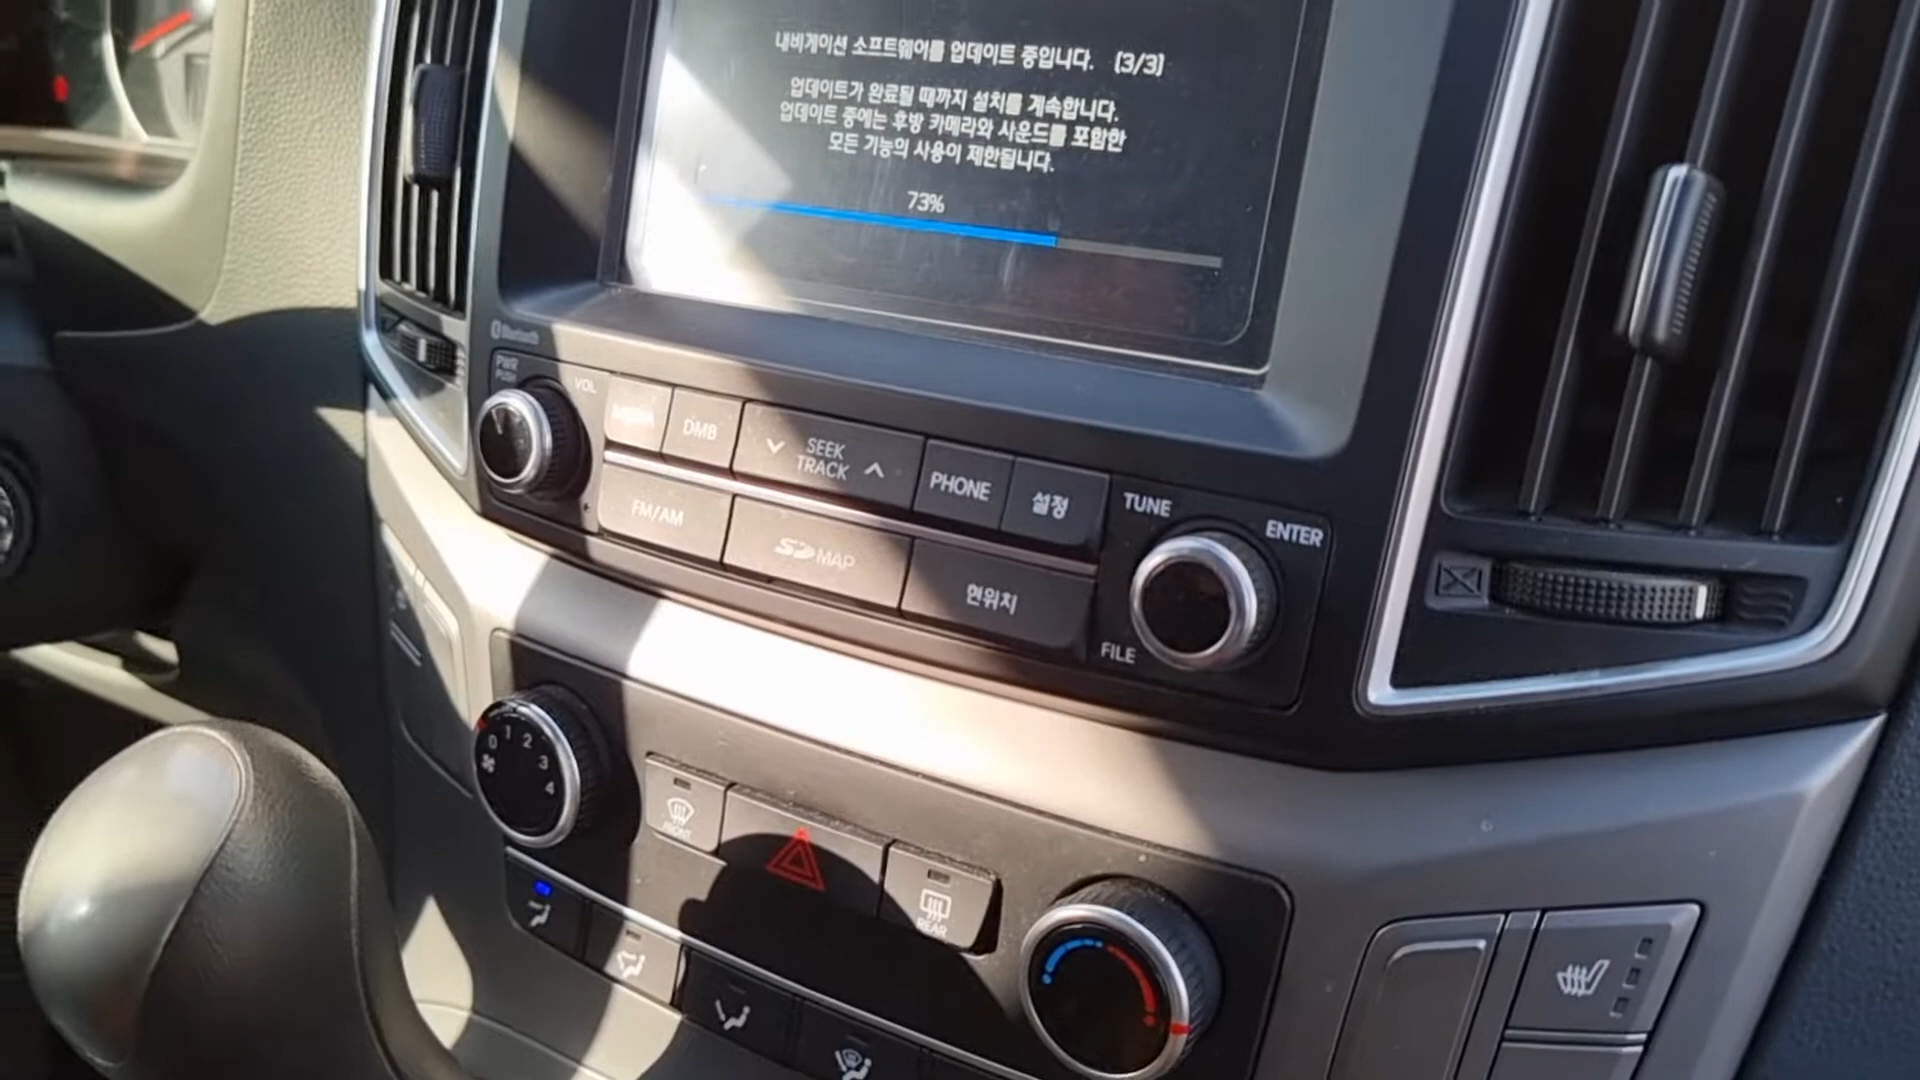 내비게이션 소프트웨어를 업데이트 중입니다. (3/3)
업데이트가 완료될 때까지 설치를 계속합니다.
업데이트 중에는 후방 카메라와 사운드를 포함한
모든 기능의 사용이 제한됩니다.
73%
Bluetooth
PWR
PUSH
VOL
DMB
SEEK
TRACK
PHONE
설정
TUNE
ENTER
FM/AM
SD MAP
현위치
FILE
0 1 2 3 4
FRONT
REAR